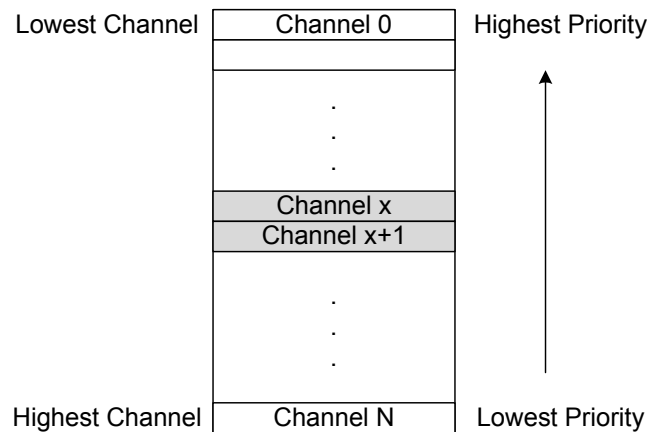 Lowest Channel Channel 0 Highest Priority
.
.
.
Channel x
Channel x+1
.
.
.
Highest Channel Channel N Lowest Priority